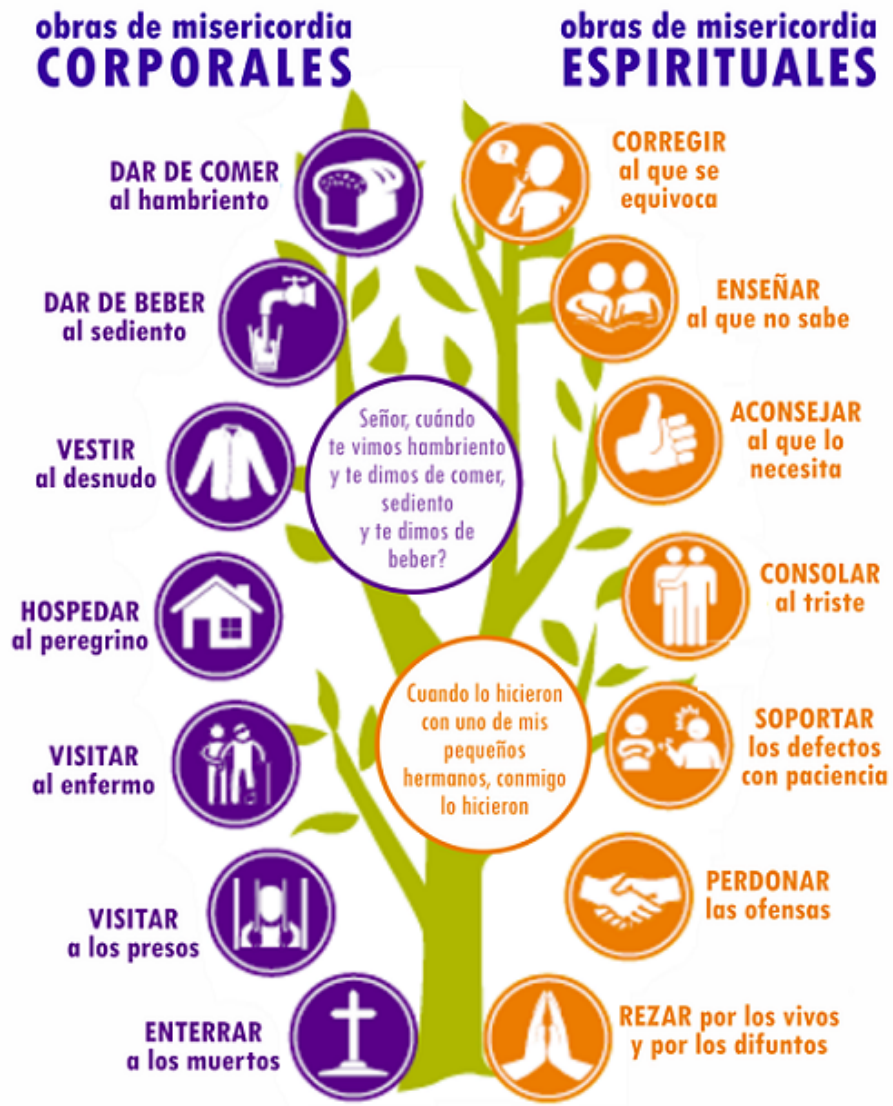 obras de misericordia
CORPORALES
DAR DE COMER
al hambriento
DAR DE BEBER
al sediento
VESTIR
al desnudo
HOSPEDAR
al peregrino
VISITAR
al enfermo
VISITAR
a los presos
ENTERRAR
a los muertos
Señor, cuándo
te vimos hambriento
y te dimos de comer,
sediento
y te dimos de
beber?
Cuando lo hicieron
con uno de mis
pequeños
hermanos, conmigo
lo hicieron
obras de misericordia
ESPIRITUALES
?
CORREGIR
al que se
equivoca
ENSEÑAR
al que no sabe
ACONSEJAR
al que lo
necesita
CONSOLAR
al triste
SOPORTAR
los defectos
con paciencia
PERDONAR
las ofensas
REZAR por los vivos
y por los difuntos